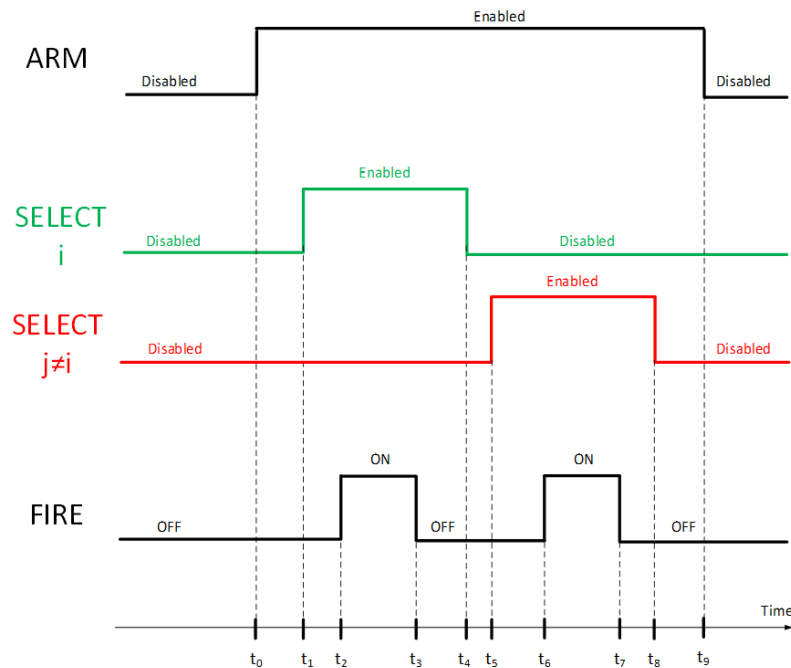 Enabled
ARM
Disabled
Disabled
Enabled
SELECT
i
Disabled
Disabled
Enabled
SELECT
j≠i
Disabled
Disabled
ON
ON
FIRE
OFF
OFF
OFF
Time
t₀ t₁ t₂ t₃ t₄ t₅ t₆ t₇ t₈ t₉